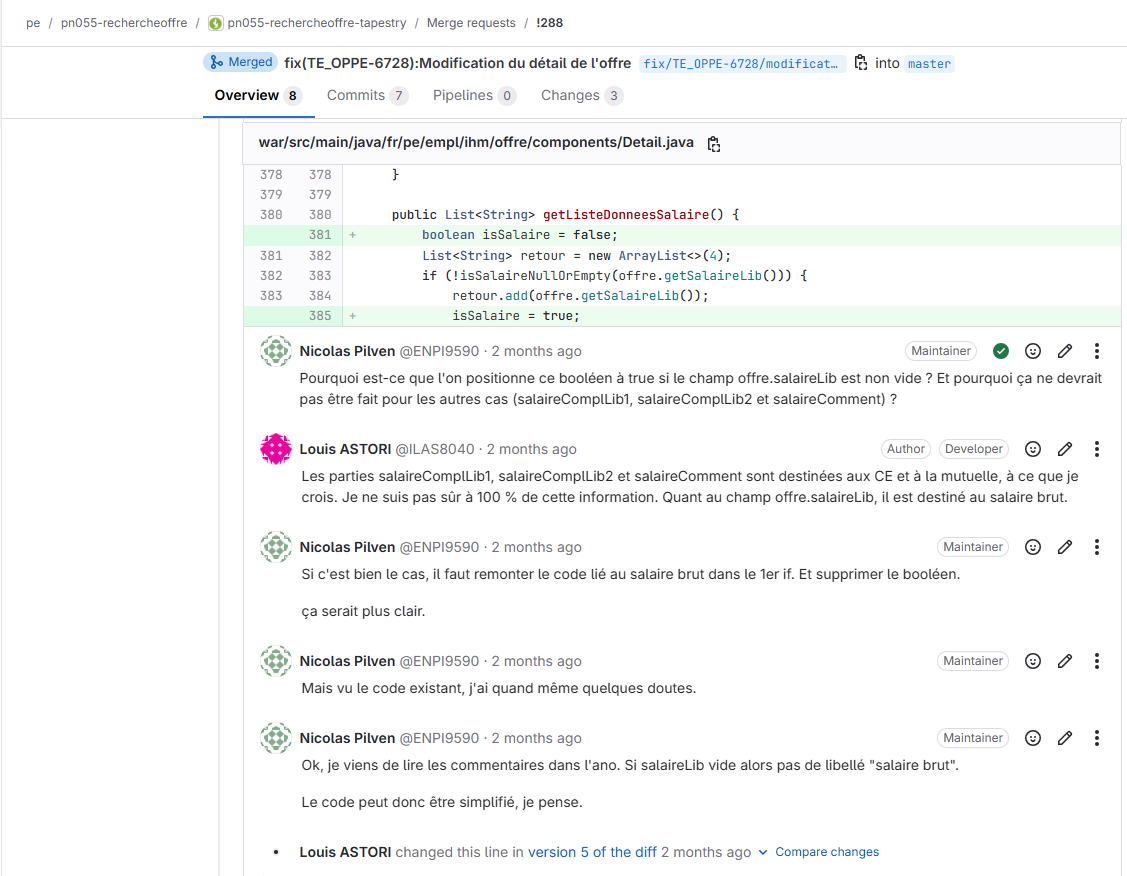 pe / pn055-rechercheoffre / pn055-rechercheoffre-tapestry / Merge requests / !288
Merged fix(TE_OPPE-6728):Modification du détail de l'offre fix/TE_OPPE-6728/modificat… into master
Overview 8 Commits 7 Pipelines 0 Changes 3
war/src/main/java/fr/pe/empl/ihm/offre/components/Detail.java
378 378 }
379 379
380 380 public List<String> getListeDonneesSalaire() {
381 + boolean isSalaire = false;
381 382 List<String> retour = new ArrayList<>(4);
382 383 if (!isSalaireNullOrEmpty(offre.getSalaireLib())) {
383 384 retour.add(offre.getSalaireLib());
385 + isSalaire = true;
Nicolas Pilven @ENPI9590 · 2 months ago Maintainer
Pourquoi est-ce que l'on positionne ce booléen à true si le champ offre.salaireLib est non vide ? Et pourquoi ça ne devrait
pas être fait pour les autres cas (salaireComplLib1, salaireComplLib2 et salaireComment) ?
Louis ASTORI @ILAS8040 · 2 months ago Author Developer
Les parties salaireComplLib1, salaireComplLib2 et salaireComment sont destinées aux CE et à la mutuelle, à ce que je
crois. Je ne suis pas sûr à 100 % de cette information. Quant au champ offre.salaireLib, il est destiné au salaire brut.
Nicolas Pilven @ENPI9590 · 2 months ago Maintainer
Si c'est bien le cas, il faut remonter le code lié au salaire brut dans le 1er if. Et supprimer le booléen.
ça serait plus clair.
Nicolas Pilven @ENPI9590 · 2 months ago Maintainer
Mais vu le code existant, j'ai quand même quelques doutes.
Nicolas Pilven @ENPI9590 · 2 months ago Maintainer
Ok, je viens de lire les commentaires dans l'ano. Si salaireLib vide alors pas de libellé "salaire brut".
Le code peut donc être simplifié, je pense.
Louis ASTORI changed this line in version 5 of the diff 2 months ago Compare changes